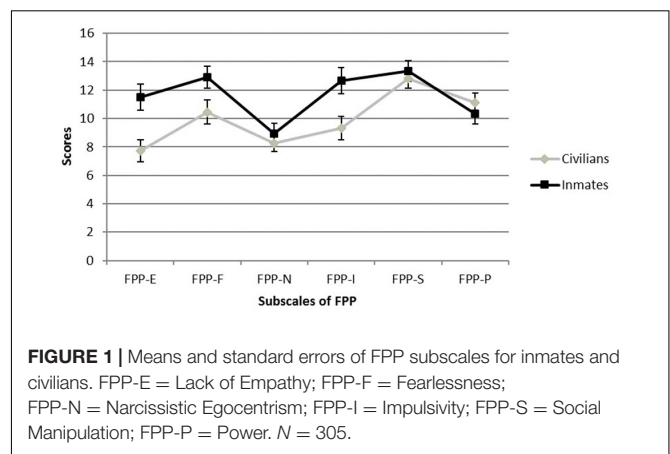 16
14
12
10
8
6
4
2
0
Scores
FPP-E FPP-F FPP-N FPP-I FPP-S FPP-P
Subscales of FPP
Civilians
Inmates
FIGURE 1 | Means and standard errors of FPP subscales for inmates and
civilians. FPP-E = Lack of Empathy; FPP-F = Fearlessness;
FPP-N = Narcissistic Egocentrism; FPP-I = Impulsivity; FPP-S = Social
Manipulation; FPP-P = Power. N = 305.